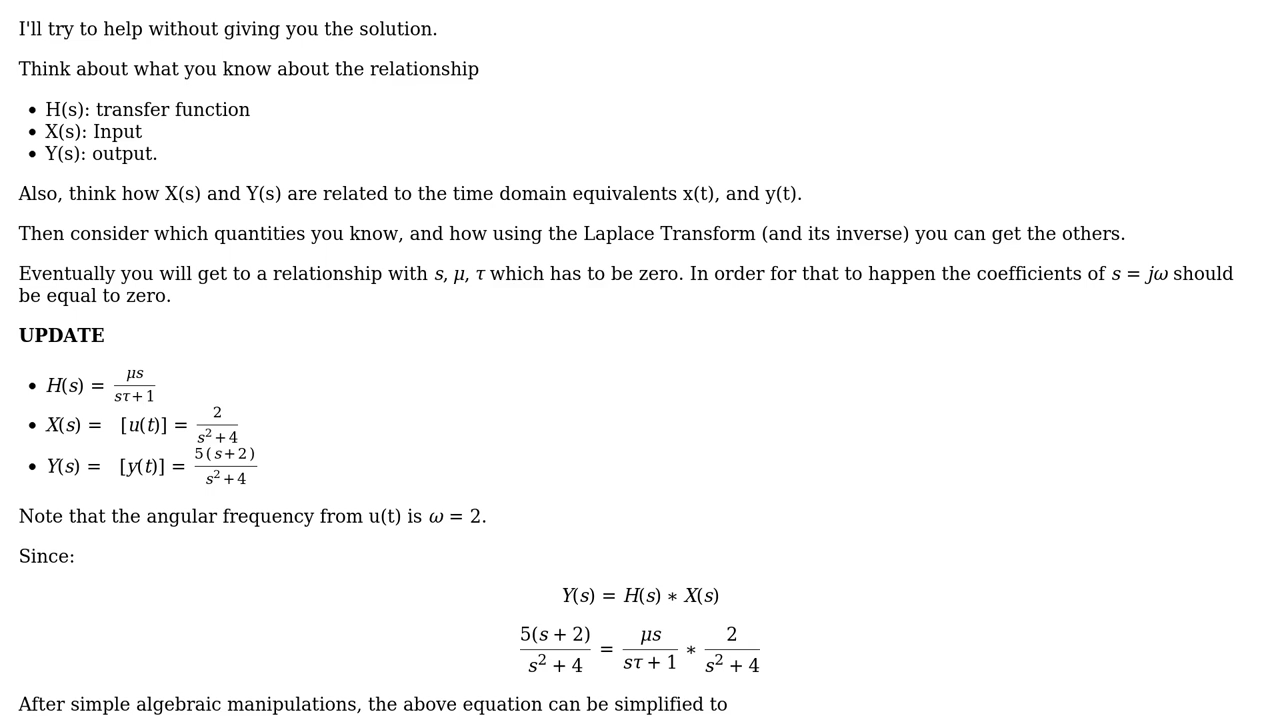 I'll try to help without giving you the solution.
Think about what you know about the relationship
• H(s): transfer function
• X(s): Input
• Y(s): output.
Also, think how X(s) and Y(s) are related to the time domain equivalents x(t), and y(t).
Then consider which quantities you know, and how using the Laplace Transform (and its inverse) you can get the others.
Eventually you will get to a relationship with s, μ, τ which has to be zero. In order for that to happen the coefficients of s = jω should
be equal to zero.
UPDATE
• H(s) = μs/(sτ+1)
• X(s) = [u(t)] = 2/(s²+4)
• Y(s) = [y(t)] = 5(s+2)/(s²+4)
Note that the angular frequency from u(t) is ω = 2.
Since:
Y(s) = H(s) ∗ X(s)
5(s + 2)/(s² + 4) = μs/(sτ + 1) ∗ 2/(s² + 4)
After simple algebraic manipulations, the above equation can be simplified to